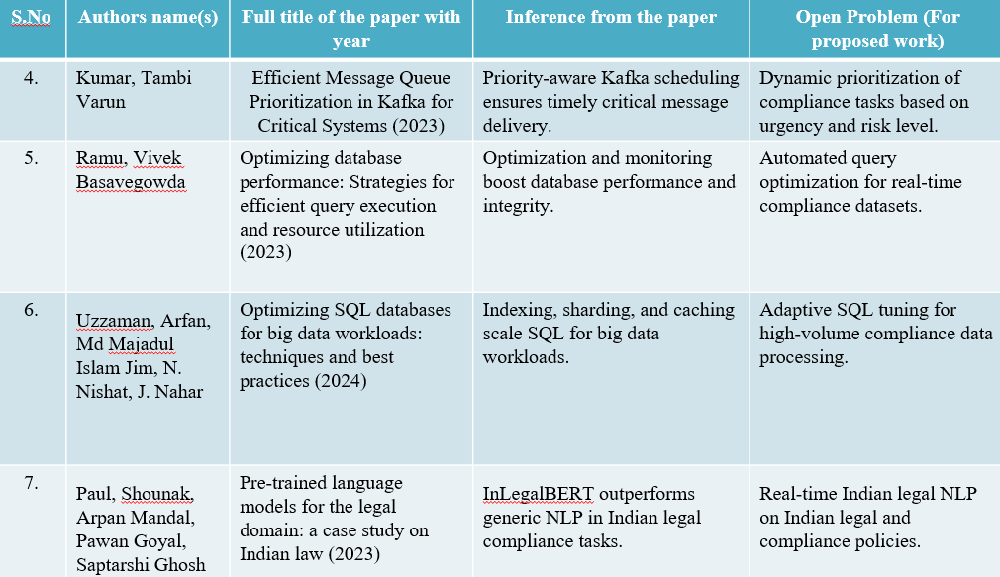 S.No
Authors name(s)
Full title of the paper with
year
Inference from the paper
Open Problem (For
proposed work)
4.
Kumar, Tambi
Varun
Efficient Message Queue
Prioritization in Kafka for
Critical Systems (2023)
Priority-aware Kafka scheduling
ensures timely critical message
delivery.
Dynamic prioritization of
compliance tasks based on
urgency and risk level.
5.
Ramu, Vivek
Basavegowda
Optimizing database
performance: Strategies for
efficient query execution
and resource utilization
(2023)
Optimization and monitoring
boost database performance and
integrity.
Automated query
optimization for real-time
compliance datasets.
6.
Uzzaman, Arfan,
Md Majadul
Islam Jim, N.
Nishat, J. Nahar
Optimizing SQL databases
for big data workloads:
techniques and best
practices (2024)
Indexing, sharding, and caching
scale SQL for big data
workloads.
Adaptive SQL tuning for
high-volume compliance data
processing.
7.
Paul, Shounak,
Arpan Mandal,
Pawan Goyal,
Saptarshi Ghosh
Pre-trained language
models for the legal
domain: a case study on
Indian law (2023)
InLegalBERT outperforms
generic NLP in Indian legal
compliance tasks.
Real-time Indian legal NLP
on Indian legal and
compliance policies.